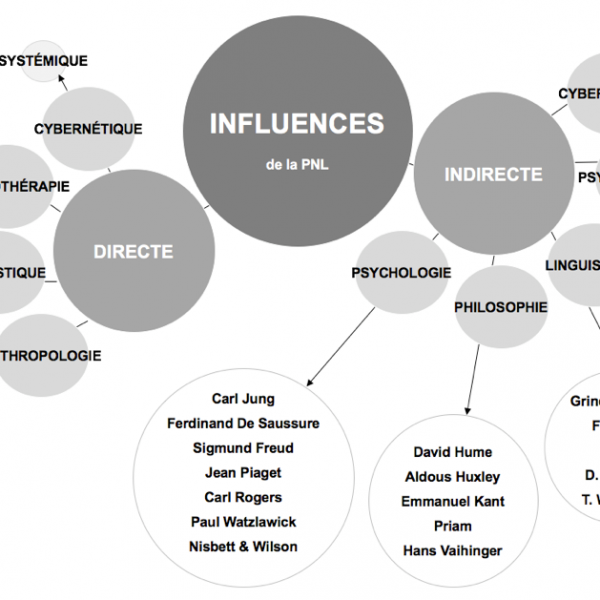 INFLUENCES
de la PNL
DIRECTE
SYSTÉMIQUE
CYBERNÉTIQUE
OTHÉRAPIE
STIQUE
THROPOLOGIE
INDIRECTE
CYBER
PSY
LINGUIS
PSYCHOLOGIE
PHILOSOPHIE
Carl Jung
Ferdinand De Saussure
Sigmund Freud
Jean Piaget
Carl Rogers
Paul Watzlawick
Nisbett & Wilson
David Hume
Aldous Huxley
Emmanuel Kant
Priam
Hans Vaihinger
Grin
F
D.
T. W